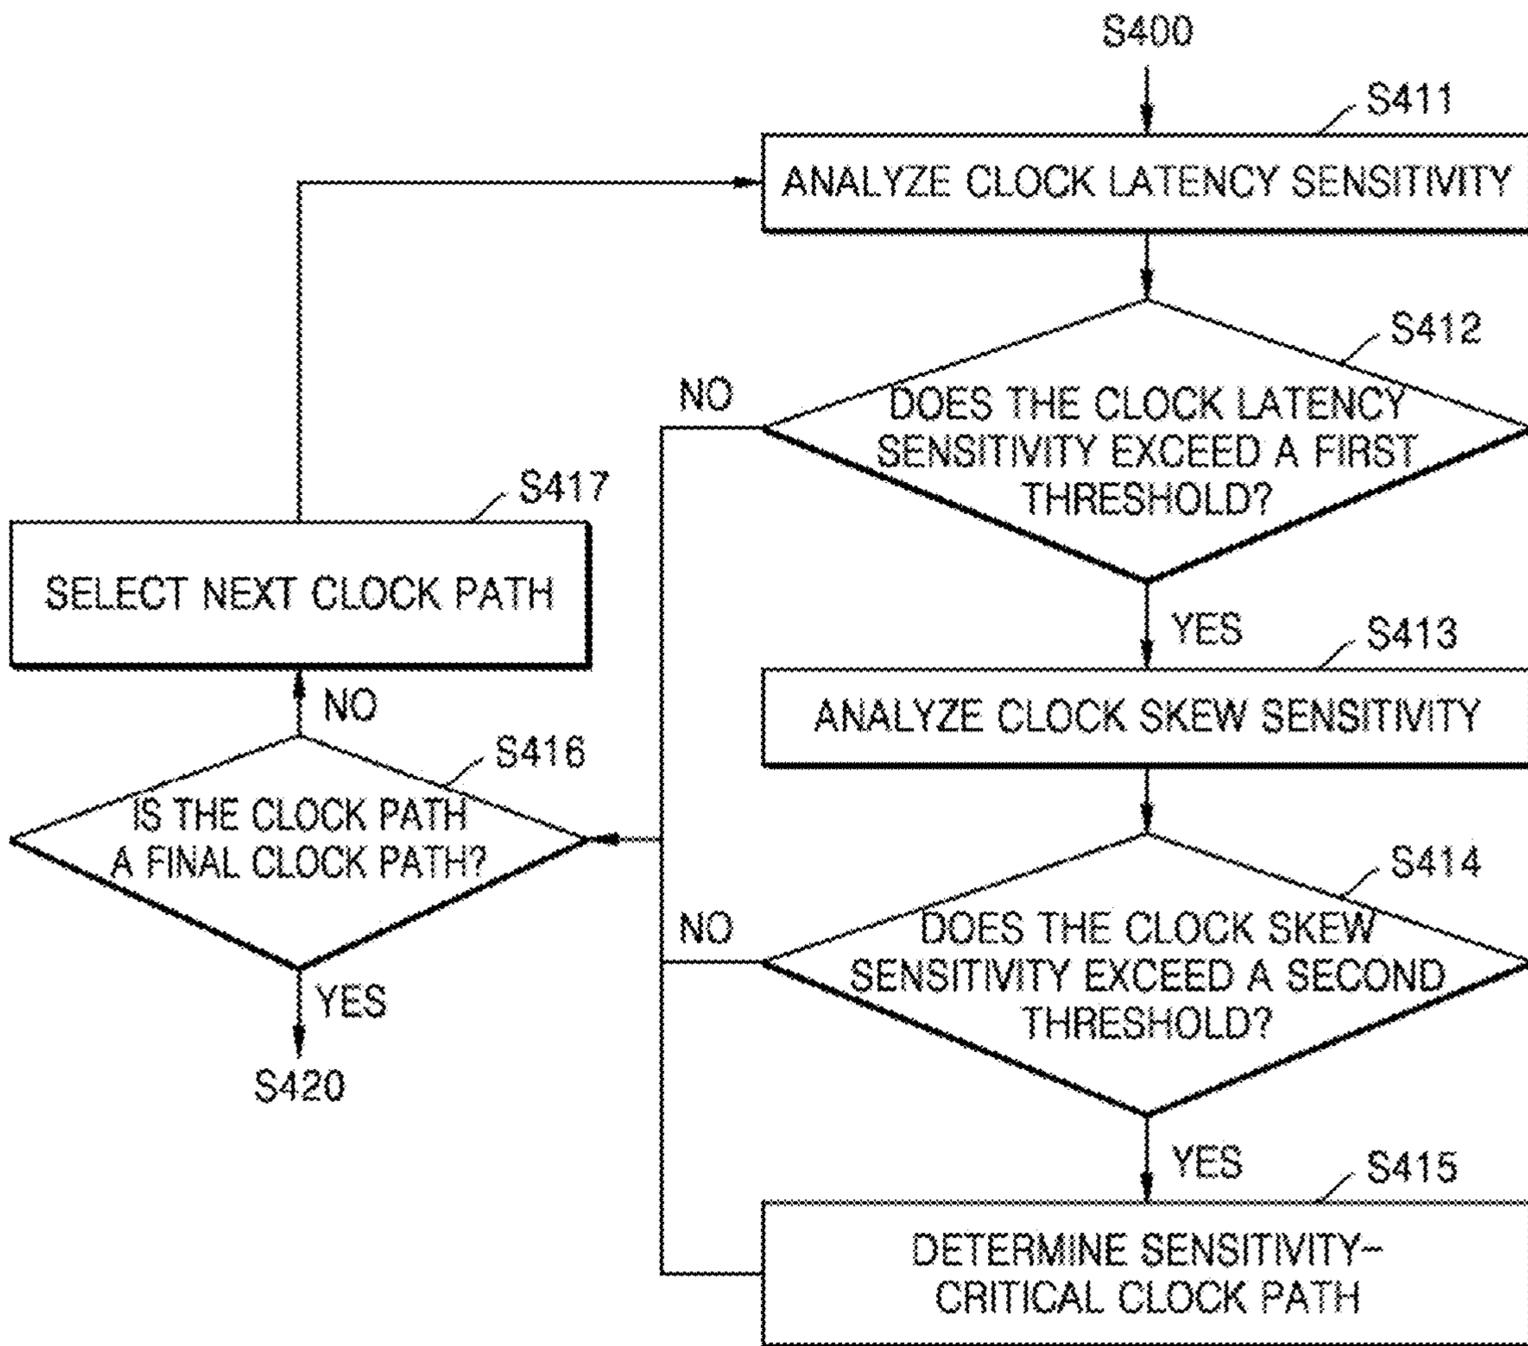 S400
S411
ANALYZE CLOCK LATENCY SENSITIVITY
S412
NO
DOES THE CLOCK LATENCY
SENSITIVITY EXCEED A FIRST
THRESHOLD?
S417
SELECT NEXT CLOCK PATH
YES
S413
NO
ANALYZE CLOCK SKEW SENSITIVITY
S416
IS THE CLOCK PATH
A FINAL CLOCK PATH?
S414
NO
DOES THE CLOCK SKEW
SENSITIVITY EXCEED A SECOND
THRESHOLD?
YES
S420
YES
S415
DETERMINE SENSITIVITY-
CRITICAL CLOCK PATH